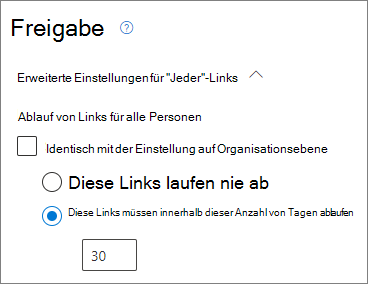 Freigabe ?
Erweiterte Einstellungen für "Jeder"-Links
Ablauf von Links für alle Personen
Identisch mit der Einstellung auf Organisationsebene
Diese Links laufen nie ab
Diese Links müssen innerhalb dieser Anzahl von Tagen ablaufen
30